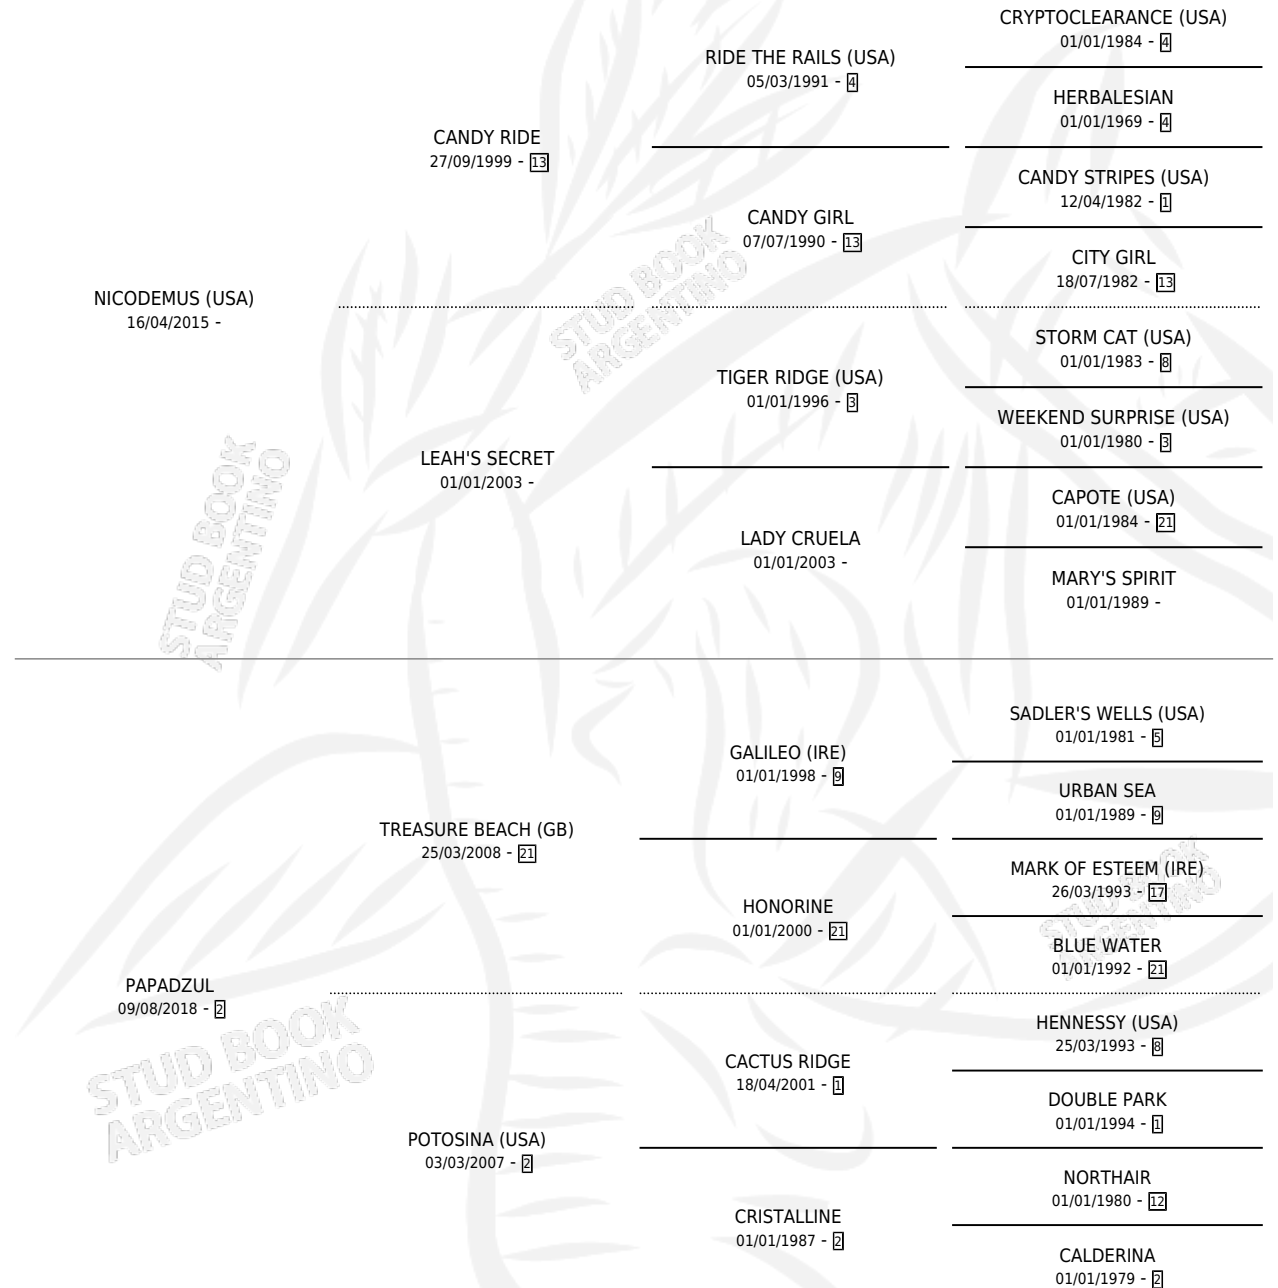 CRYPTOCLEARANCE (USA)
01/01/1984 - 4
RIDE THE RAILS (USA)
05/03/1991 - 4
HERBALESIAN
01/01/1969 - 4
CANDY RIDE
27/09/1999 - 13
CANDY STRIPES (USA)
12/04/1982 - 1
CANDY GIRL
07/07/1990 - 13
CITY GIRL
18/07/1982 - 13
NICODEMUS (USA)
16/04/2015 -
STORM CAT (USA)
01/01/1983 - 8
TIGER RIDGE (USA)
01/01/1996 - 3
WEEKEND SURPRISE (USA)
01/01/1980 - 3
LEAH'S SECRET
01/01/2003 -
CAPOTE (USA)
01/01/1984 - 21
LADY CRUELA
01/01/2003 -
MARY'S SPIRIT
01/01/1989 -
SADLER'S WELLS (USA)
01/01/1981 - 5
GALILEO (IRE)
01/01/1998 - 9
URBAN SEA
01/01/1989 - 9
TREASURE BEACH (GB)
25/03/2008 - 21
MARK OF ESTEEM (IRE)
26/03/1993 - 17
HONORINE
01/01/2000 - 21
BLUE WATER
01/01/1992 - 21
PAPADZUL
09/08/2018 - 2
HENNESSY (USA)
25/03/1993 - 8
CACTUS RIDGE
18/04/2001 - 1
DOUBLE PARK
01/01/1994 - 1
POTOSINA (USA)
03/03/2007 - 2
NORTHAIR
01/01/1980 - 12
CRISTALLINE
01/01/1987 - 2
CALDERINA
01/01/1979 - 2
STUD BOOK
ARGENTINO
STUD BOOK
ARGENTINO
STUD BOOK
ARGENTINO
STUD BOOK
ARGENTINO